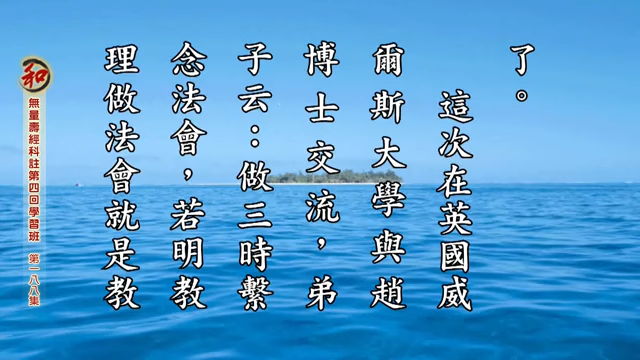 了。
這次在英國威
爾斯大學與趙
博士交流，弟
子云：做三時繫
念法會，若明教
理做法會就是教
和
無量壽經科註第四回學習班 第一八八集